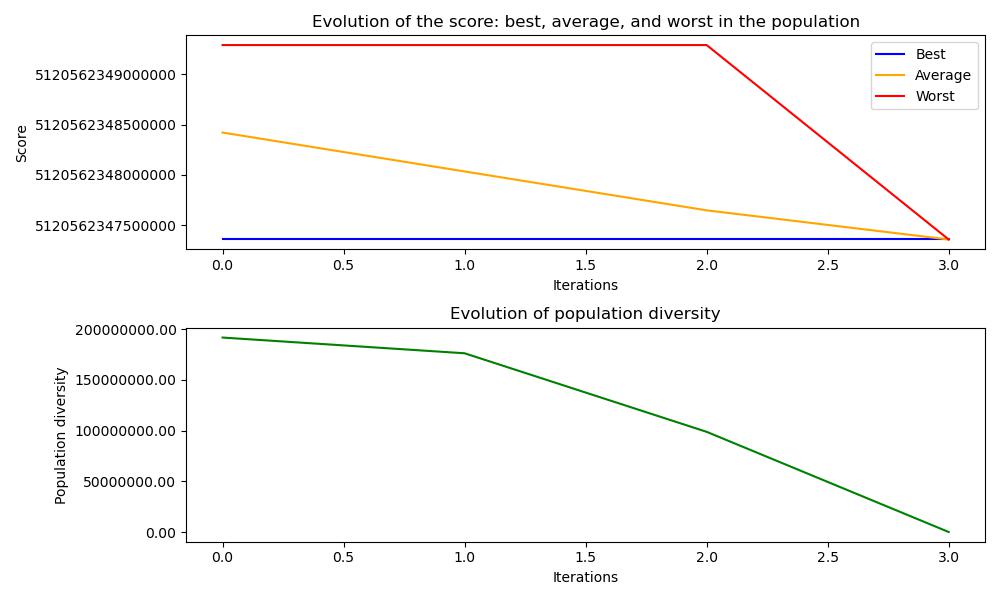 Evolution of the score: best, average, and worst in the population
Score
5120562349000000
5120562348500000
5120562348000000
5120562347500000
Best
Average
Worst
0.0 0.5 1.0 1.5 2.0 2.5 3.0
Iterations
Evolution of population diversity
Population diversity
200000000.00
150000000.00
100000000.00
50000000.00
0.00
0.0 0.5 1.0 1.5 2.0 2.5 3.0
Iterations